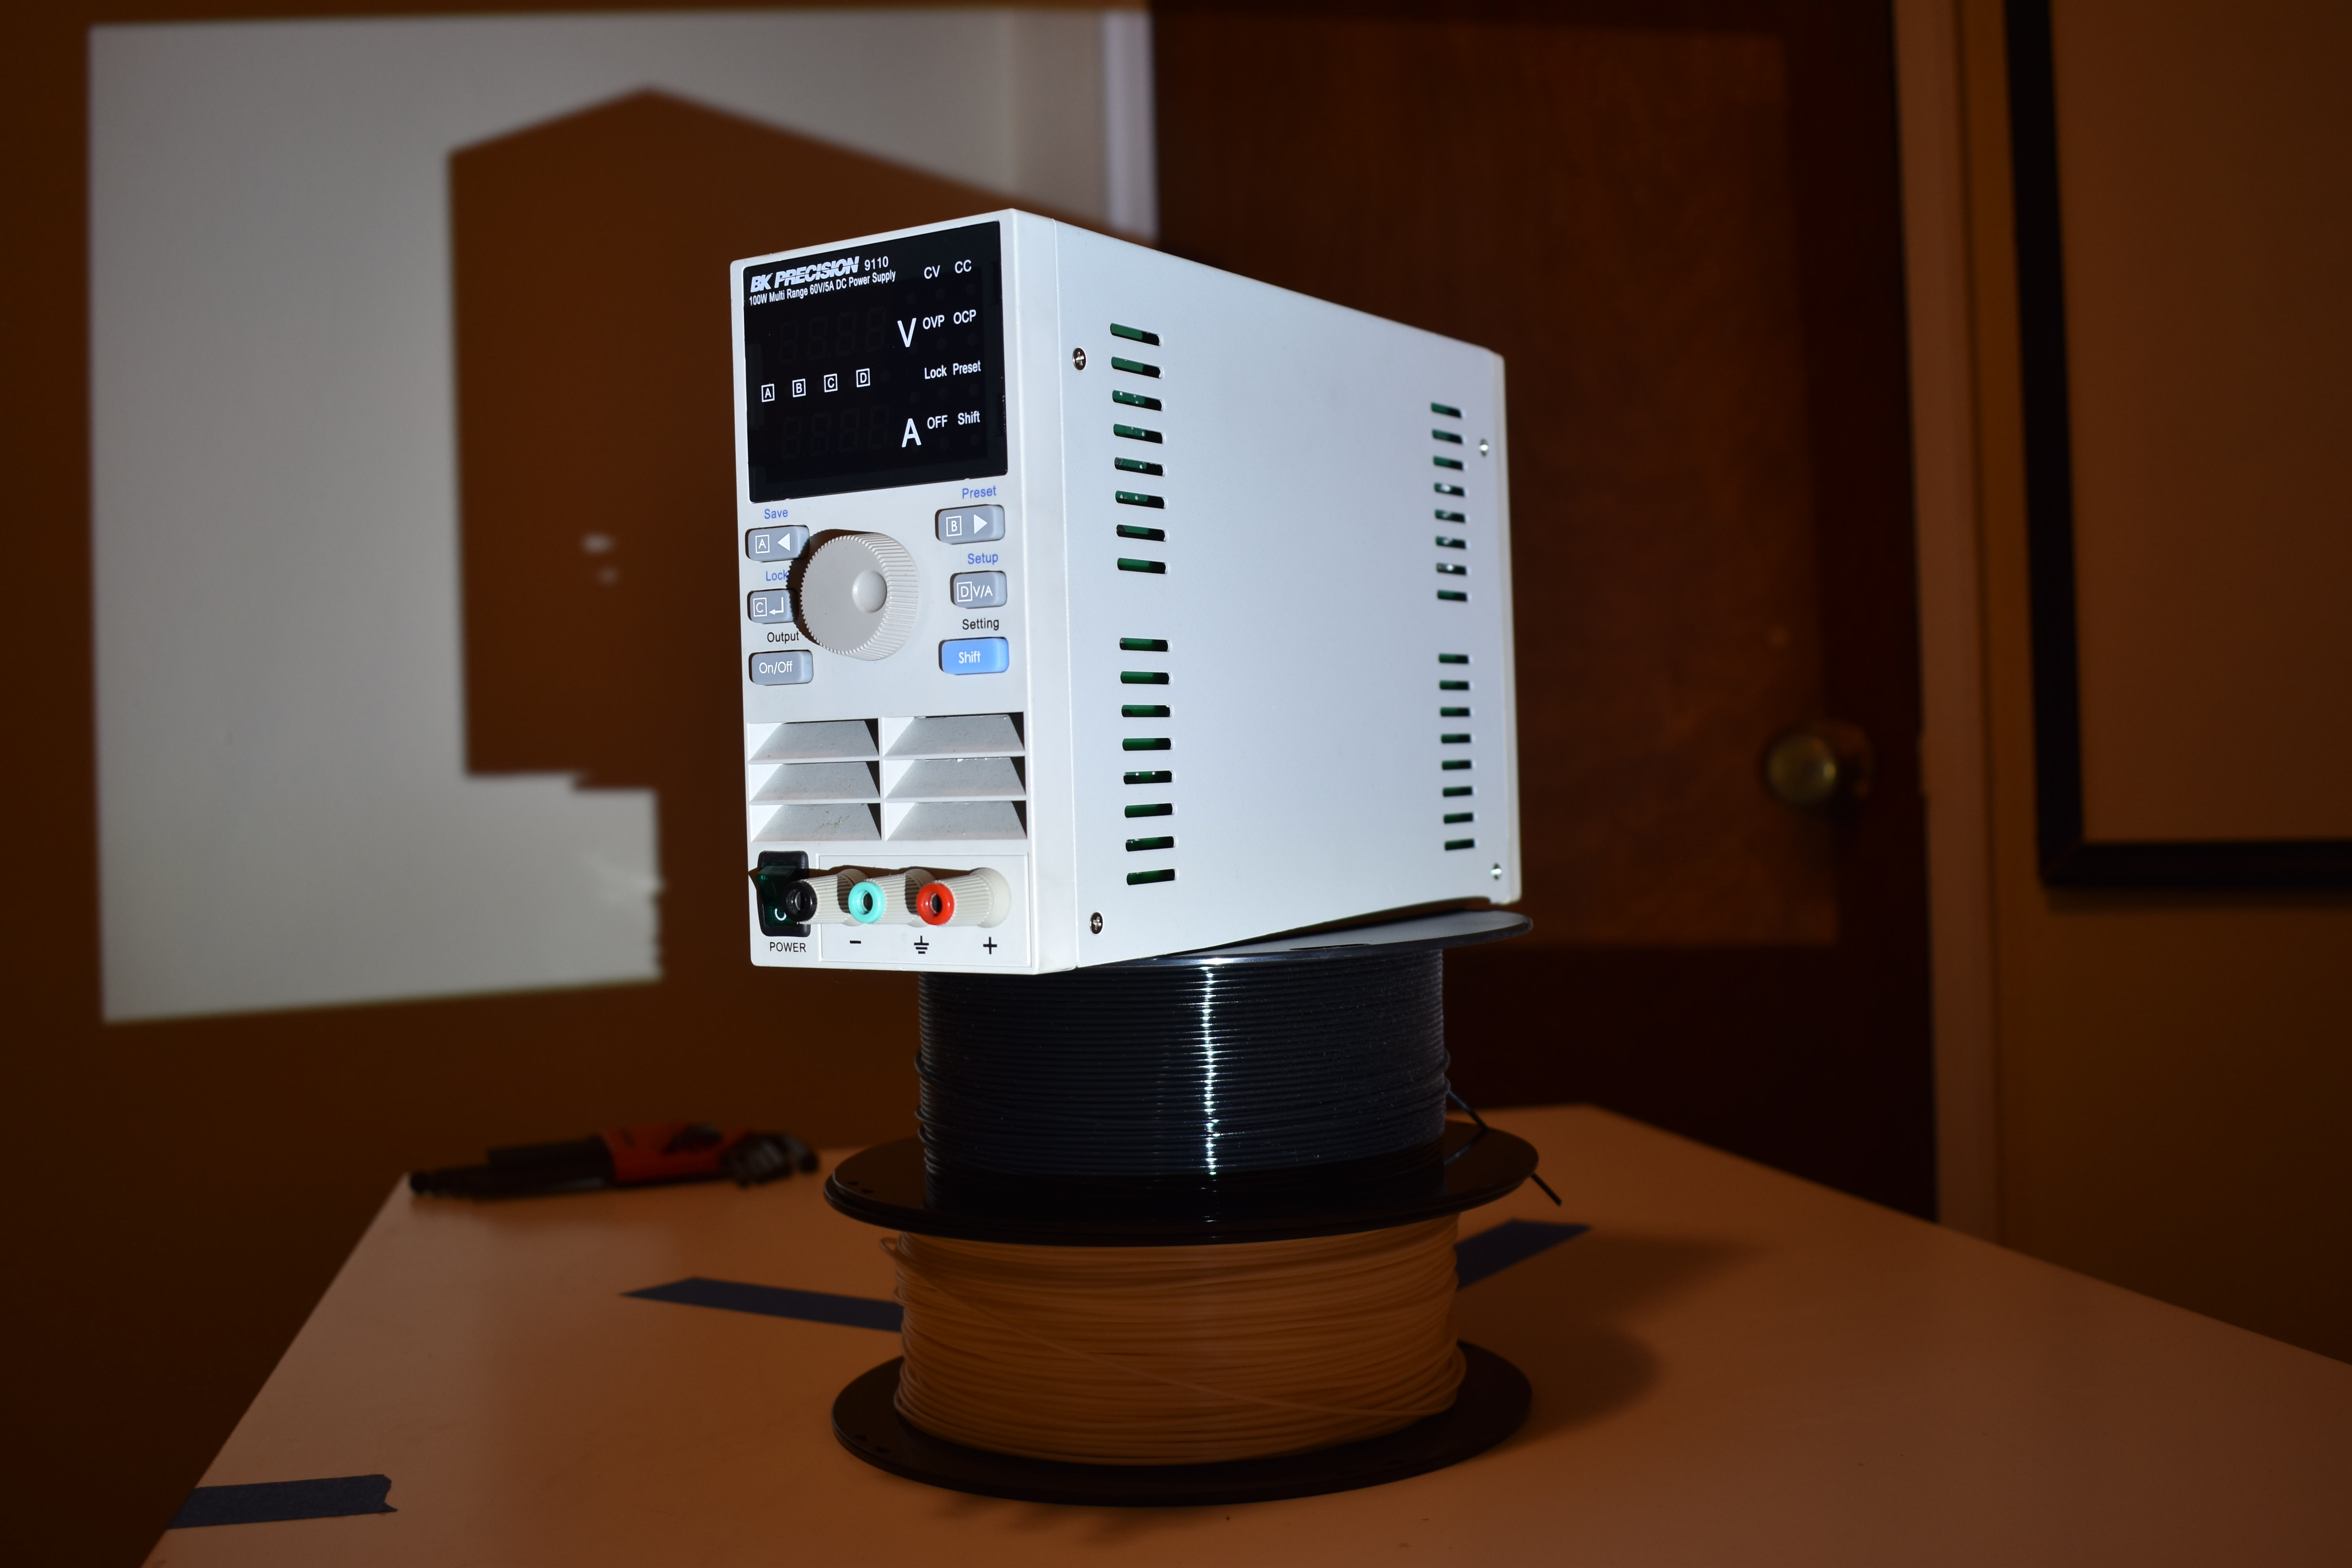 BK PRECISION 9110
100W Multi Range 60V/5A DC Power Supply
CV CC
V OVP OCP
A B C D
Lock Preset
A OFF Shift
Save Preset
A B
Lock Setup
C D V/A
Output Setting
On/Off Shift
POWER - +